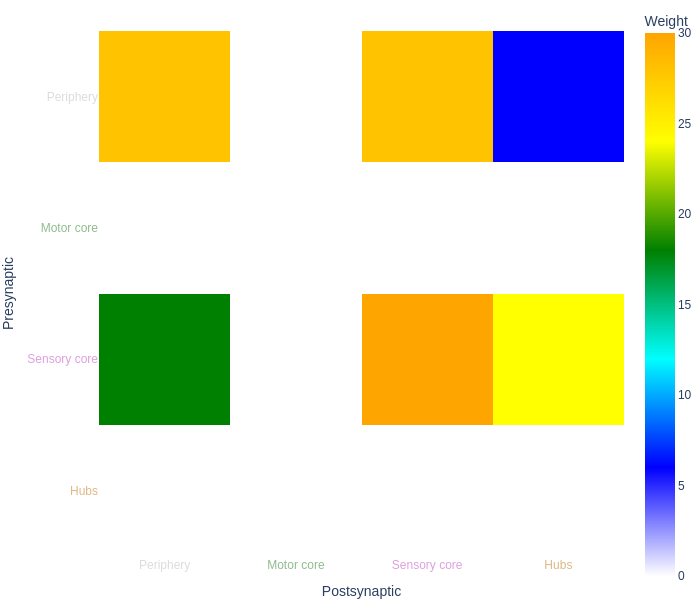 Weight
30
25
20
15
10
5
0
Presynaptic
Periphery
Motor core
Sensory core
Hubs
Periphery
Motor core
Sensory core
Hubs
Postsynaptic